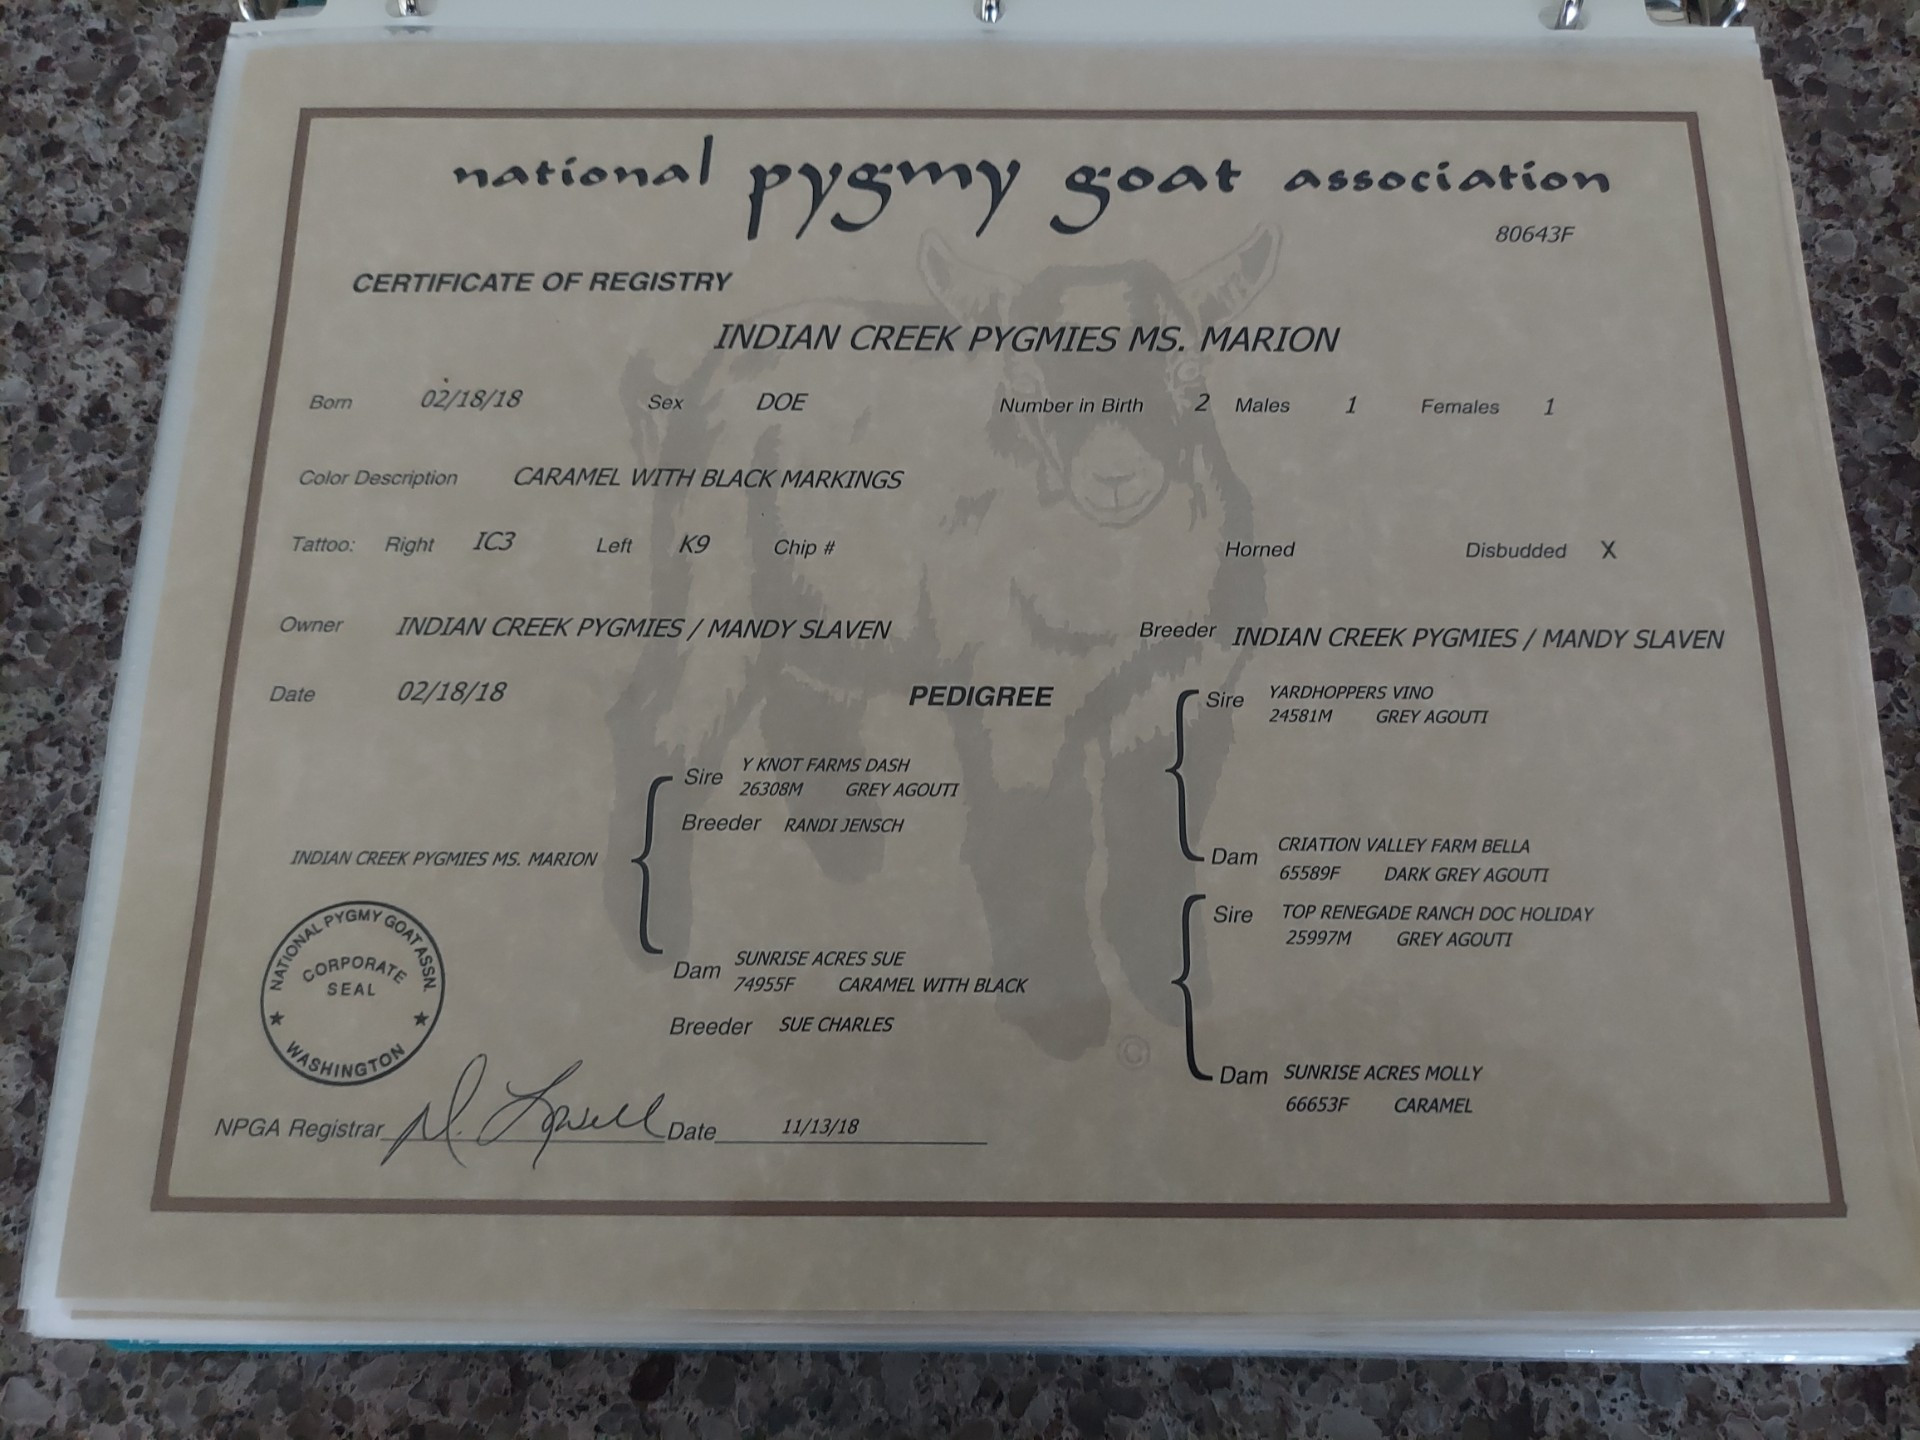 national pygmy goat association
80643F
CERTIFICATE OF REGISTRY
INDIAN CREEK PYGMIES MS. MARION
Born 02/18/18 Sex DOE Number in Birth 2 Males 1 Females 1
Color Description CARAMEL WITH BLACK MARKINGS
Tattoo: Right IC3 Left K9 Chip # Horned Disbudded X
Owner INDIAN CREEK PYGMIES / MANDY SLAVEN Breeder INDIAN CREEK PYGMIES / MANDY SLAVEN
Date 02/18/18 PEDIGREE
Sire YARDHOPPERS VINO
24581M GREY AGOUTI
Sire Y KNOT FARMS DASH
26308M GREY AGOUTI
Breeder RANDI JENSCH
Dam CRIATION VALLEY FARM BELLA
65589F DARK GREY AGOUTI
INDIAN CREEK PYGMIES MS. MARION
Sire TOP RENEGADE RANCH DOC HOLIDAY
25997M GREY AGOUTI
Dam SUNRISE ACRES SUE
74955F CARAMEL WITH BLACK
Breeder SUE CHARLES
Dam SUNRISE ACRES MOLLY
66653F CARAMEL
NATIONAL PYGMY GOAT ASSN.
CORPORATE
SEAL
★ ★
WASHINGTON
©
NPGA Registrar D. Lowell Date 11/13/18